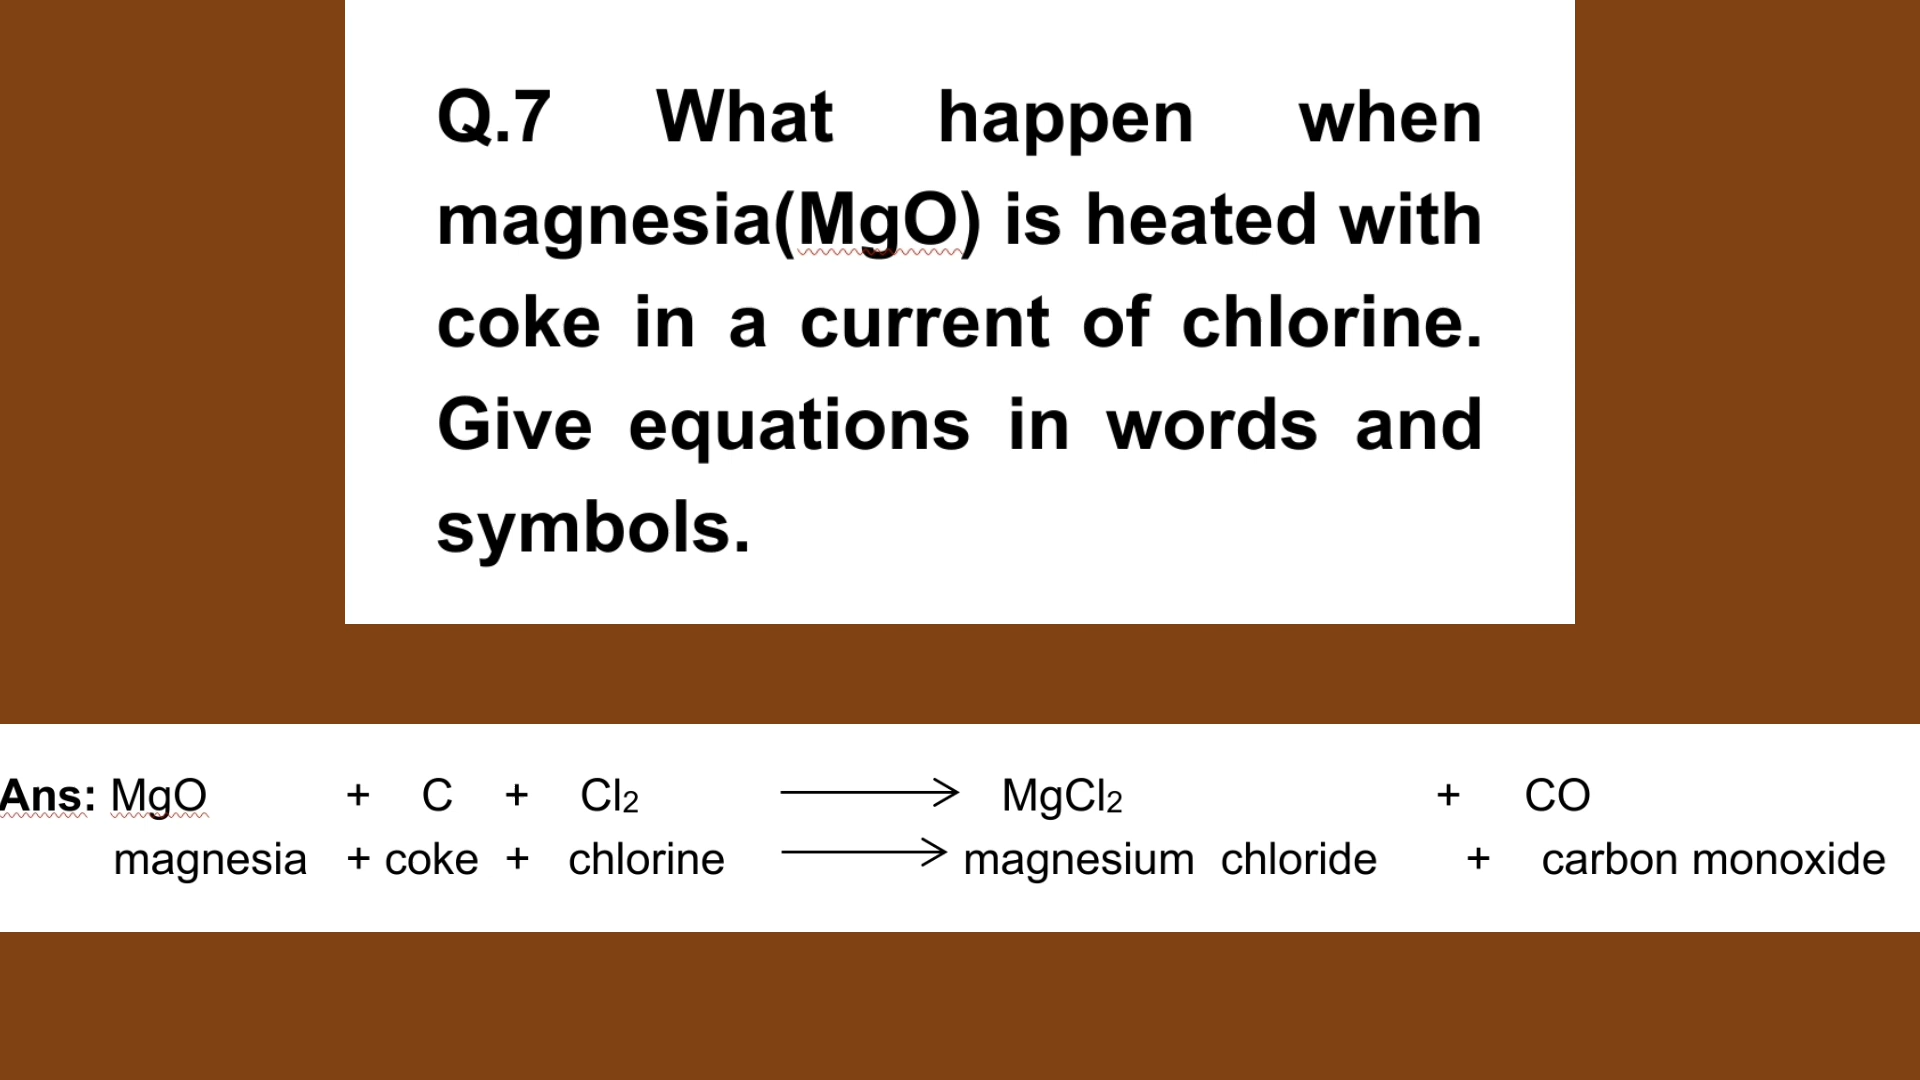 Q.7 What happen when
magnesia(MgO) is heated with
coke in a current of chlorine.
Give equations in words and
symbols.
Ans: MgO + C + Cl2 ⟶ MgCl2 + CO
magnesia + coke + chlorine ⟶ magnesium chloride + carbon monoxide